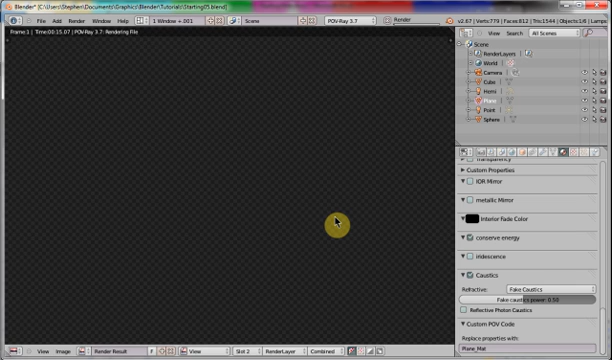 Blender* [C:\Users\Stephen\Documents\Graphics\Blender\Tutorials\Starting05.blend]
File Add Render Window Help 1 Window +.001 Scene POV-Ray 3.7 Render v2.67 | Verts:779 | Faces:812 | Tris:1544 | Objects:1/6 | Lamps
Frame:1 | Time:00:15.07 | POV-Ray 3.7: Rendering File
View Search All Scenes
Scene
RenderLayers
World
Camera
Cube
Hemi
Plane
Point
Sphere
Transparency
Custom Properties
IOR Mirror
metallic Mirror
Interior Fade Color
conserve energy
Iridescence
Caustics
Refractive: Fake Caustics
Fake caustics power: 0.50
Reflective Photon Caustics
Custom POV Code
Replace properties with:
Plane_Mat
View Image Render Result F View Slot 2 RenderLayer Combined